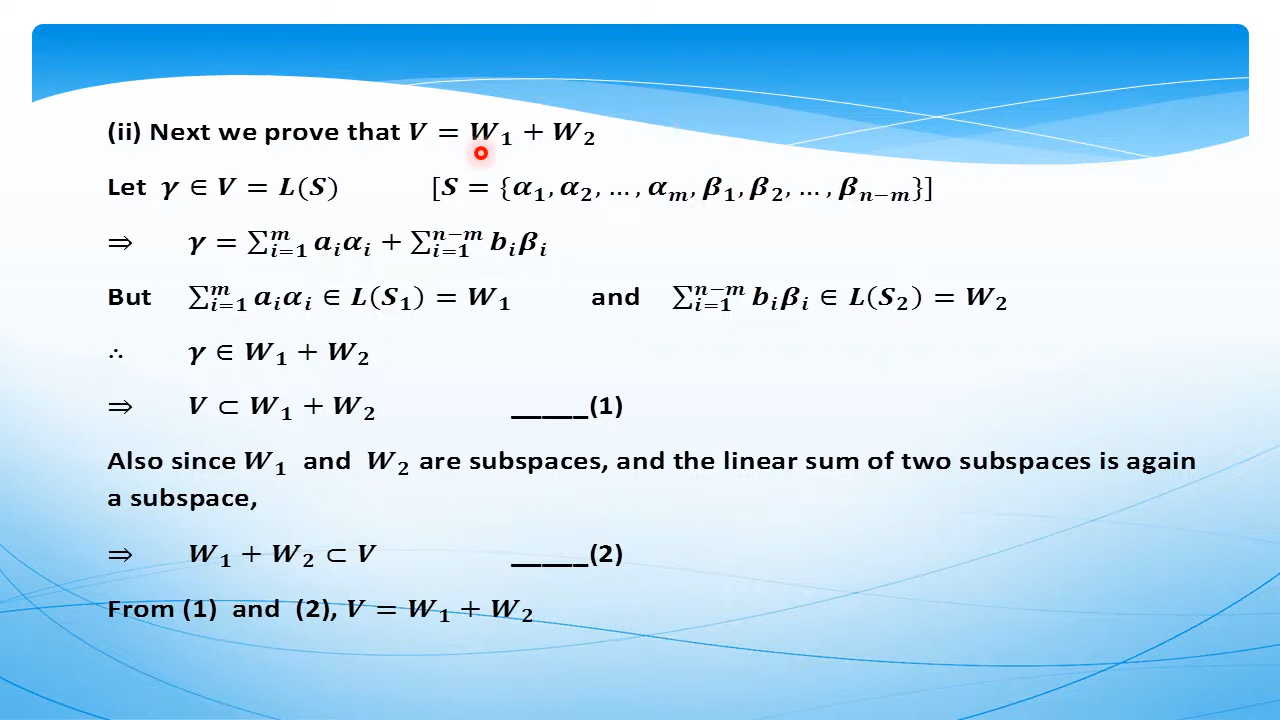 (ii) Next we prove that V = W₁ + W₂
Let γ ∈ V = L(S) [S = {α₁, α₂, … , αₘ, β₁, β₂, … , βₙ₋ₘ}]
⇒ γ = ∑ᵢ₌₁ᵐ aᵢαᵢ + ∑ᵢ₌₁ⁿ⁻ᵐ bᵢβᵢ
But ∑ᵢ₌₁ᵐ aᵢαᵢ ∈ L(S₁) = W₁ and ∑ᵢ₌₁ⁿ⁻ᵐ bᵢβᵢ ∈ L(S₂) = W₂
∴ γ ∈ W₁ + W₂
⇒ V ⊂ W₁ + W₂ _____(1)
Also since W₁ and W₂ are subspaces, and the linear sum of two subspaces is again
a subspace,
⇒ W₁ + W₂ ⊂ V _____(2)
From (1) and (2), V = W₁ + W₂